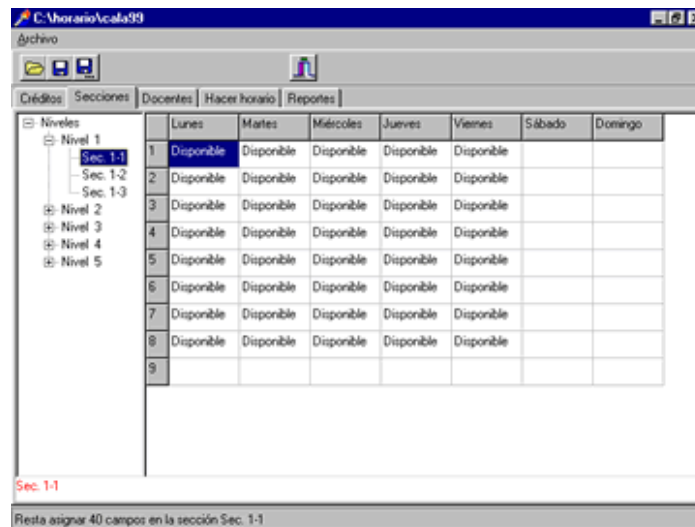 C:\horario\cala99
Archivo
Créditos Secciones Docentes Hacer horario Reportes
Niveles
Nivel 1
Sec. 1-1
Sec. 1-2
Sec. 1-3
Nivel 2
Nivel 3
Nivel 4
Nivel 5
Lunes Martes Miércoles Jueves Viernes Sábado Domingo
1 Disponible Disponible Disponible Disponible Disponible
2 Disponible Disponible Disponible Disponible Disponible
3 Disponible Disponible Disponible Disponible Disponible
4 Disponible Disponible Disponible Disponible Disponible
5 Disponible Disponible Disponible Disponible Disponible
6 Disponible Disponible Disponible Disponible Disponible
7 Disponible Disponible Disponible Disponible Disponible
8 Disponible Disponible Disponible Disponible Disponible
9
Sec. 1-1
Resta asignar 40 campos en la sección Sec. 1-1